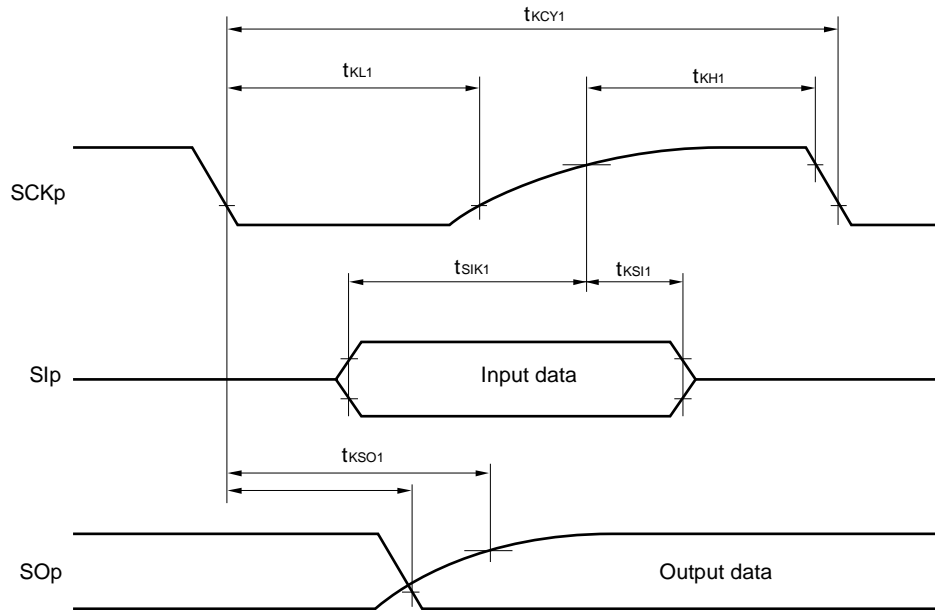 tKCY1
tKL1
tKH1
SCKp
tSIK1
tKSI1
SIp
Input data
tKSO1
SOp
Output data